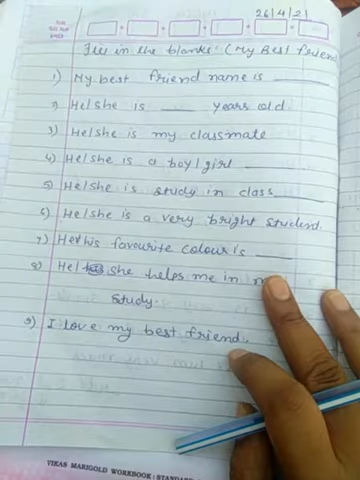 26/4/21
Fill in the blanks: (My Best friend
1) My best friend name is ______
2) He/she is ____ years old.
3) He/she is my classmate
4) He/she is a boy/girl ______
5) He/she is study in class ______
6) He/she is a very bright student.
7) Her/his favourite colour is ______
8) He/ she helps me in
study.
9) I love my best friend.
VIKAS MARIGOLD WORKBOOK : STANDARD